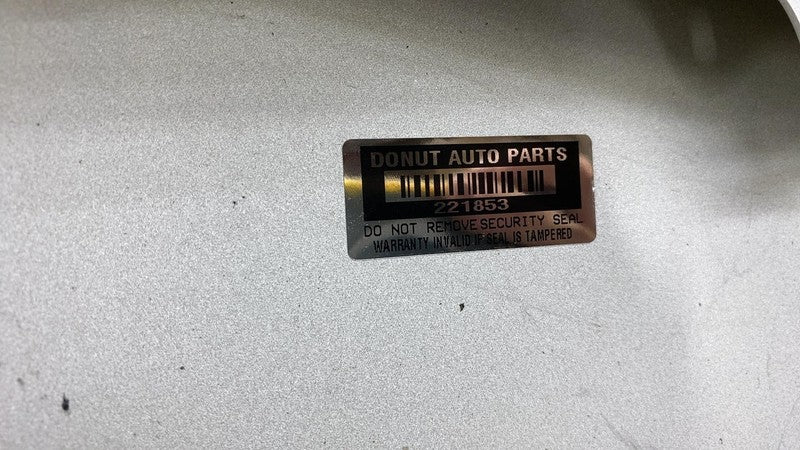 DONUT AUTO PARTS
221853
DO NOT REMOVE SECURITY SEAL
WARRANTY INVALID IF SEAL IS TAMPERED